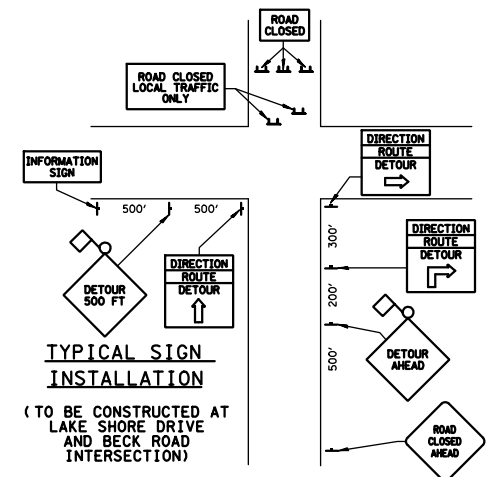 ROAD
CLOSED
ROAD CLOSED
LOCAL TRAFFIC
ONLY
DIRECTION
ROUTE
DETOUR
INFORMATION
SIGN
500'
500'
300'
DIRECTION
ROUTE
DETOUR
DIRECTION
ROUTE
DETOUR
200'
DETOUR
500 FT
500'
DETOUR
AHEAD
TYPICAL SIGN
INSTALLATION
(TO BE CONSTRUCTED AT
LAKE SHORE DRIVE
AND BECK ROAD
INTERSECTION)
ROAD
CLOSED
AHEAD